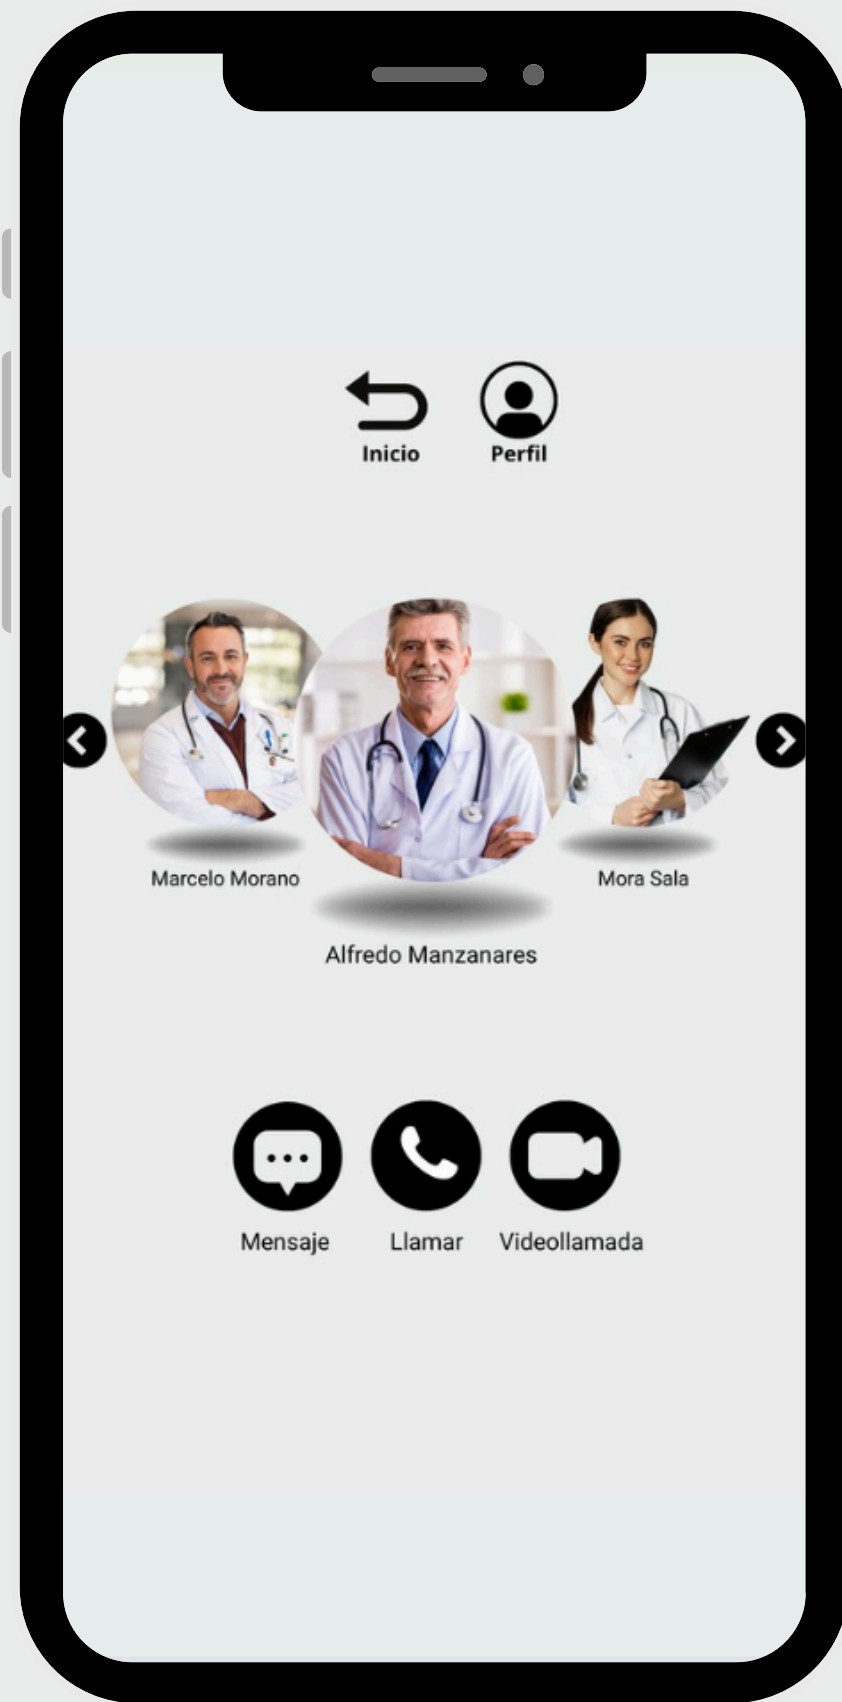 Inicio
Perfil
Marcelo Morano
Mora Sala
Alfredo Manzanares
Mensaje
Llamar
Videollamada